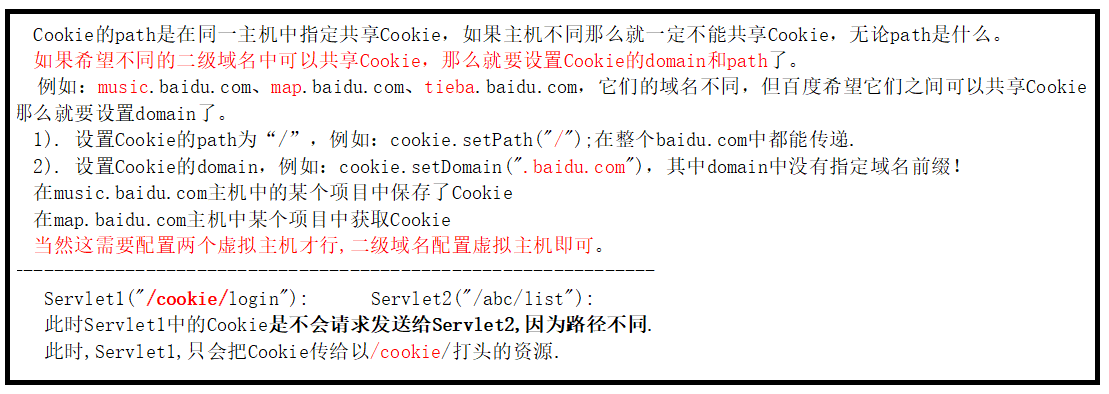 Cookie的path是在同一主机中指定共享Cookie，如果主机不同那么就一定不能共享Cookie，无论path是什么。
如果希望不同的二级域名中可以共享Cookie，那么就要设置Cookie的domain和path了。
例如：music.baidu.com、map.baidu.com、tieba.baidu.com，它们的域名不同，但百度希望它们之间可以共享Cookie
那么就要设置domain了。
1). 设置Cookie的path为“/”，例如：cookie.setPath("/");在整个baidu.com中都能传递.
2). 设置Cookie的domain，例如：cookie.setDomain(".baidu.com")，其中domain中没有指定域名前缀！
在music.baidu.com主机中的某个项目中保存了Cookie
在map.baidu.com主机中某个项目中获取Cookie
当然这需要配置两个虚拟主机才行,二级域名配置虚拟主机即可。
------------------------------------------------------------------
Servlet1("/cookie/login"):      Servlet2("/abc/list"):
此时Servlet1中的Cookie是不会请求发送给Servlet2,因为路径不同.
此时,Servlet1,只会把Cookie传给以/cookie/打头的资源.